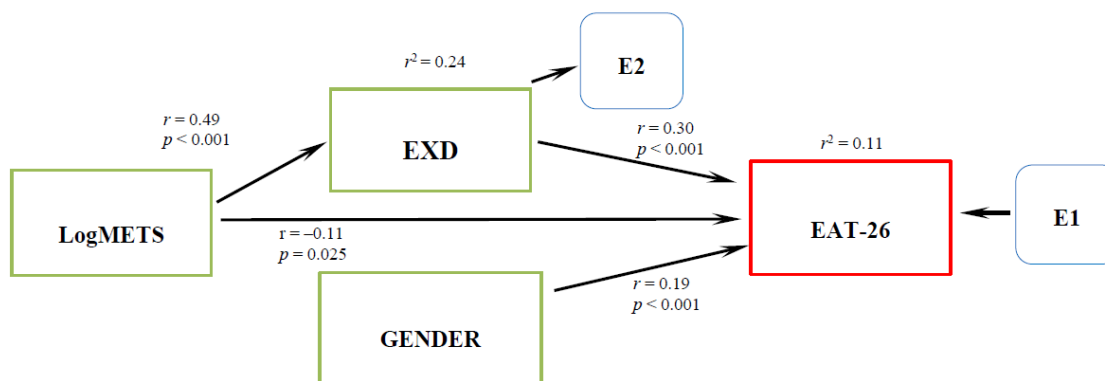 r² = 0.24
E2
r = 0.49
p < 0.001
EXD
r = 0.30
p < 0.001
r² = 0.11
LogMETS
r = –0.11
p = 0.025
EAT-26
E1
r = 0.19
p < 0.001
GENDER